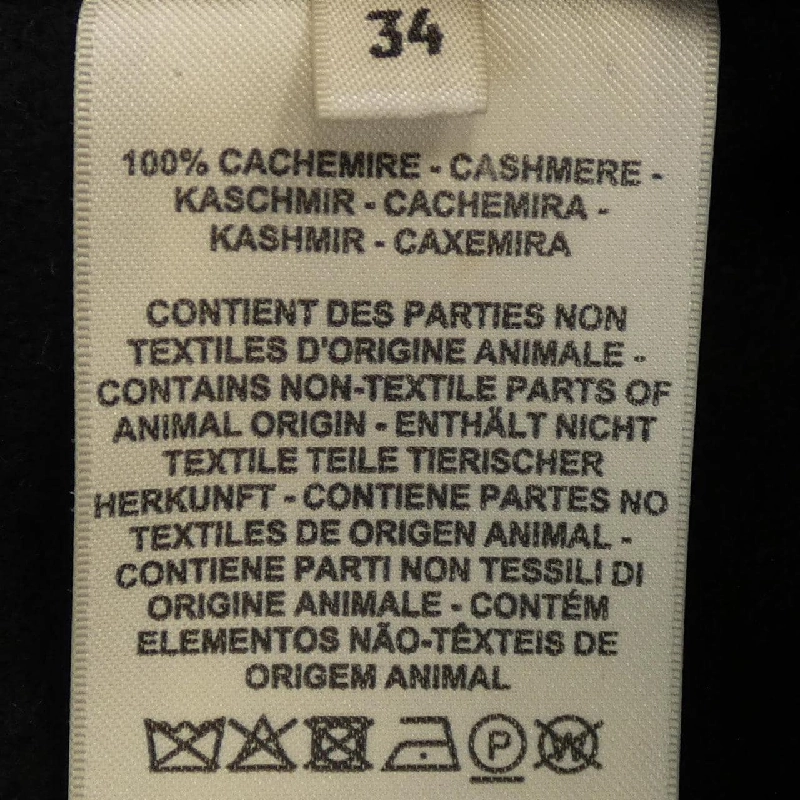 34
100% CACHEMIRE - CASHMERE -
KASCHMIR - CACHEMIRA -
KASHMIR - CAXEMIRA
CONTIENT DES PARTIES NON
TEXTILES D'ORIGINE ANIMALE -
CONTAINS NON-TEXTILE PARTS OF
ANIMAL ORIGIN - ENTHÄLT NICHT
TEXTILE TEILE TIERISCHER
HERKUNFT - CONTIENE PARTES NO
TEXTILES DE ORIGEN ANIMAL -
CONTIENE PARTI NON TESSILI DI
ORIGINE ANIMALE - CONTÉM
ELEMENTOS NÃO-TÊXTEIS DE
ORIGEM ANIMAL
P W